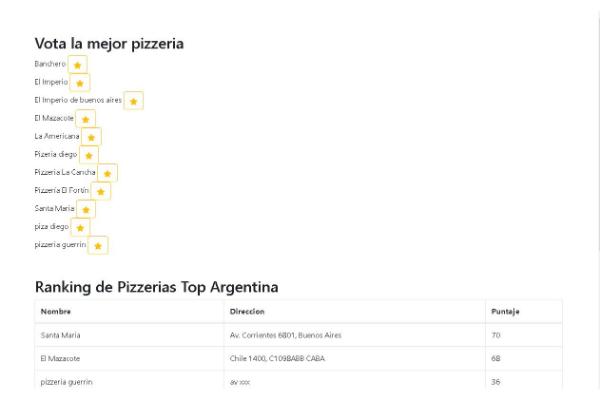 Vota la mejor pizzeria
Banchero
El Imperio
El Imperio de buenos aires
El Mazacote
La Americana
Pizeria diego
Pizzeria La Cancha
Pizzería El Fortín
Santa Maria
piza diego
pizzeria guerrin
Ranking de Pizzerias Top Argentina
Nombre Direccion Puntaje
Santa Maria Av. Corrientes 6801, Buenos Aires 70
El Mazacote Chile 1400, C1098ABB CABA 68
pizzeria guerrin av xxx 36